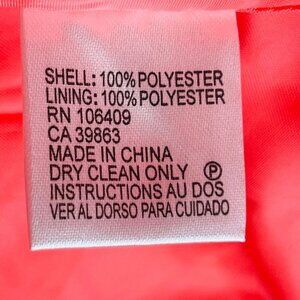 SHELL: 100% POLYESTER
LINING: 100% POLYESTER
RN 106409
CA 39863
MADE IN CHINA
DRY CLEAN ONLY Ⓟ
INSTRUCTIONS AU DOS
VER AL DORSO PARA CUIDADO